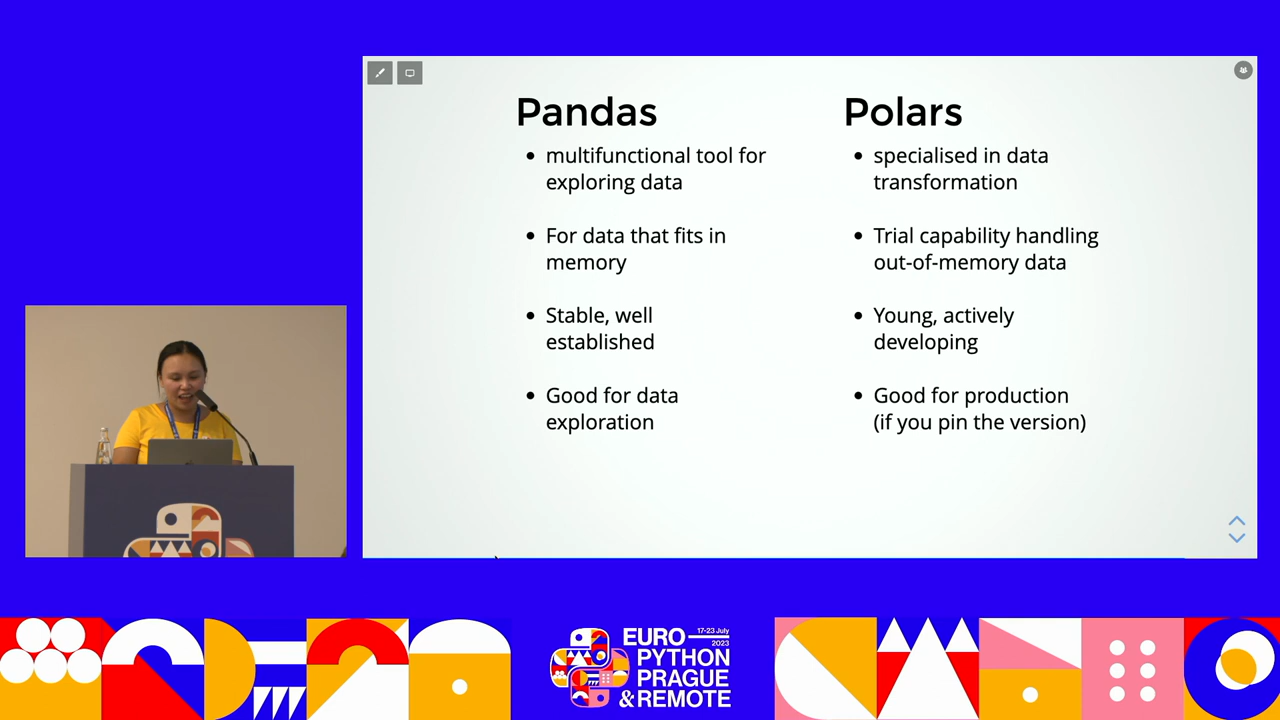 Pandas
• multifunctional tool for
exploring data
• For data that fits in
memory
• Stable, well
established
• Good for data
exploration
Polars
• specialised in data
transformation
• Trial capability handling
out-of-memory data
• Young, actively
developing
• Good for production
(if you pin the version)
EURO 17-23 July
2023
PYTHON
PRAGUE
& REMOTE